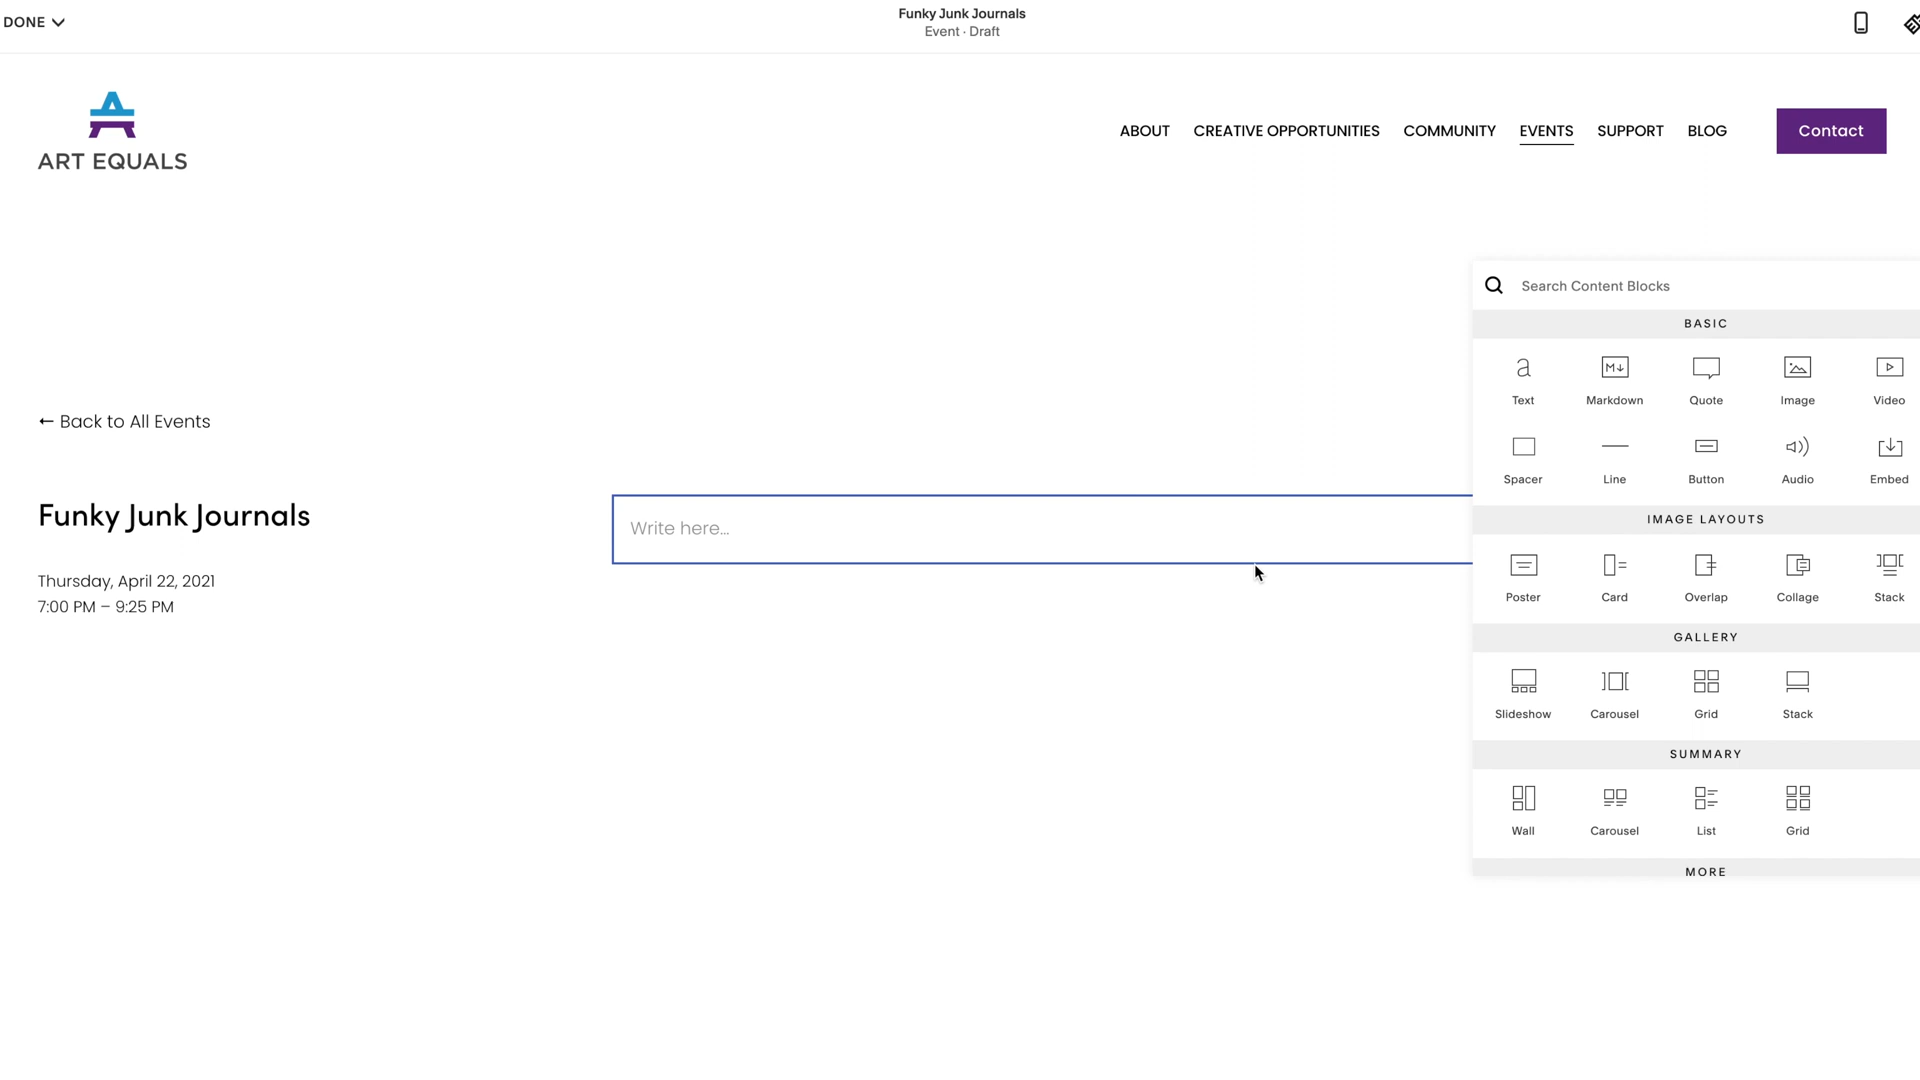 DONE
Funky Junk Journals
Event · Draft
ART EQUALS
ABOUT CREATIVE OPPORTUNITIES COMMUNITY EVENTS SUPPORT BLOG Contact
Search Content Blocks
BASIC
a M
Text Markdown Quote Image Video
Spacer Line Button Audio Embed
IMAGE LAYOUTS
Poster Card Overlap Collage Stack
GALLERY
Slideshow Carousel Grid Stack
SUMMARY
Wall Carousel List Grid
MORE
← Back to All Events
Funky Junk Journals
Thursday, April 22, 2021
7:00 PM – 9:25 PM
Write here...